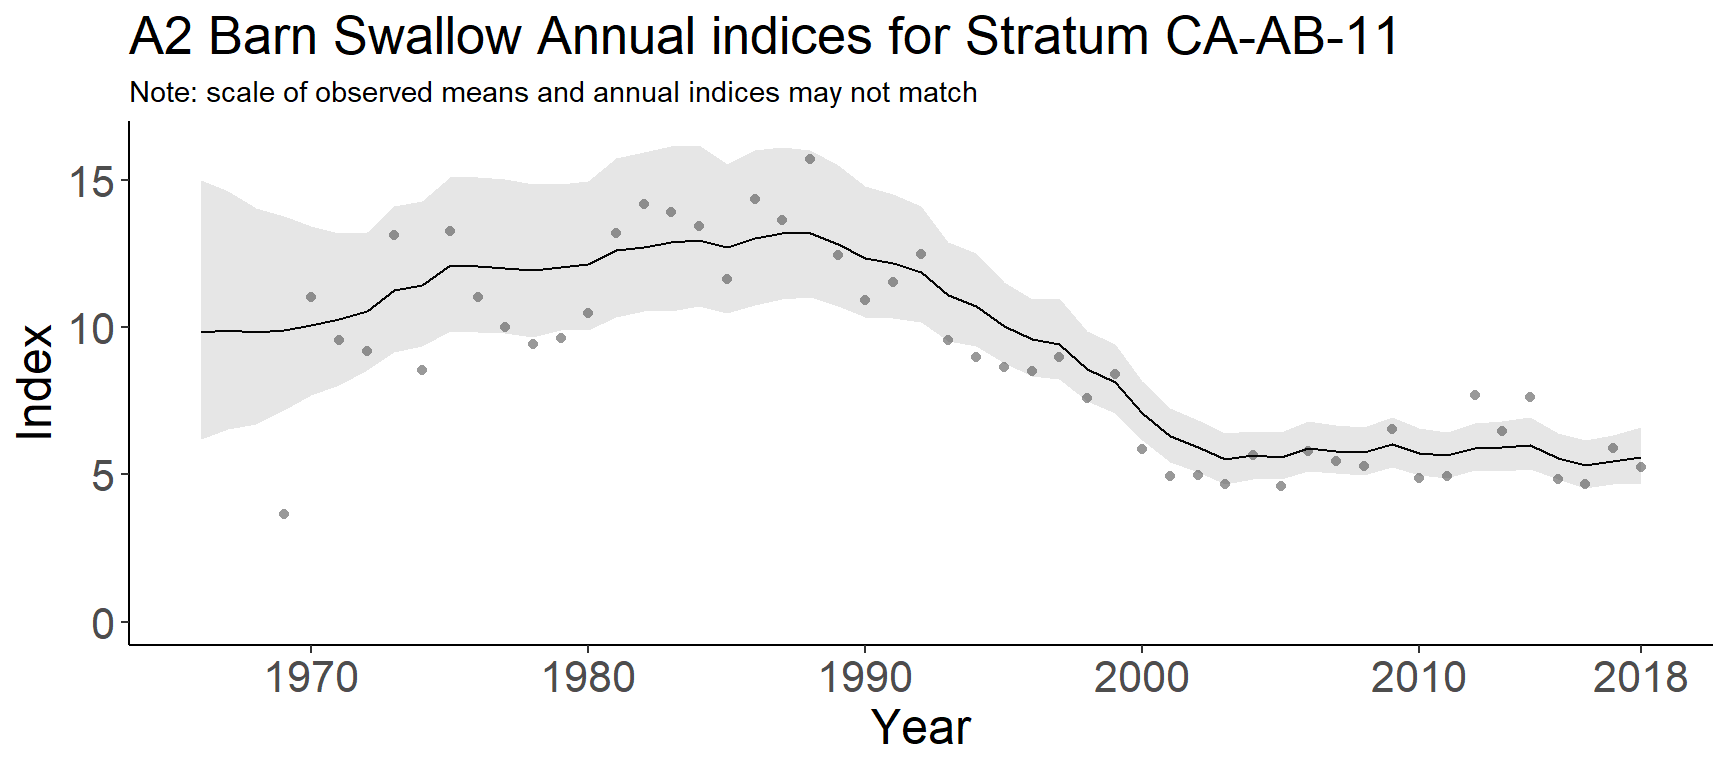 A2 Barn Swallow Annual indices for Stratum CA-AB-11
Note: scale of observed means and annual indices may not match
15
10
5
0
Index
1970 1980 1990 2000 2010 2018
Year